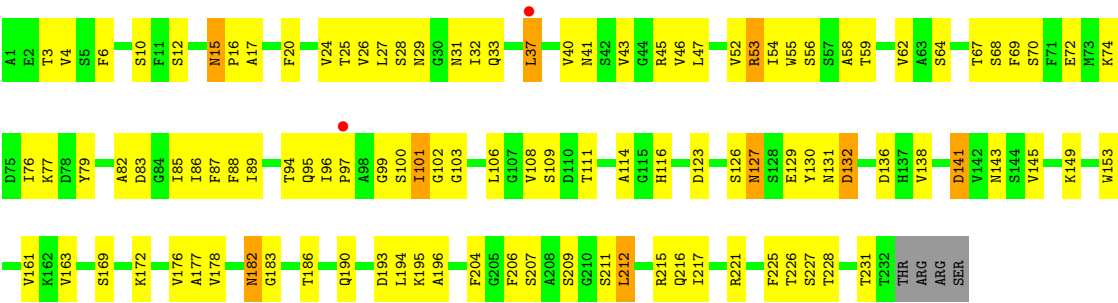 A1 E2 T3 V4 S5 F6 S10 F11 S12 N15 P16 A17 F20 V24 T25 V26 L27 S28 N29 G30 N31 I32 Q33 L37 V40 N41 S42 V43 G44 R45 V46 L47 V52 R53 I54 W55 S56 S57 A58 T59 V62 A63 S64 T67 S68 F69 S70 F71 E72 M73 K74
D75 I76 K77 D78 Y79 A82 D83 G84 I85 I86 F87 F88 I89 T94 Q95 I96 P97 A98 G99 S100 I101 G102 G103 L106 G107 V108 S109 D110 T111 A114 G115 H116 D123 S126 N127 S128 E129 Y130 N131 D132 D136 H137 V138 D141 V142 N143 S144 V145 K149 W153
V161 K162 V163 S169 K172 V176 A177 V178 N182 G183 T186 Q190 D193 L194 K195 A196 F204 G205 F206 S207 A208 S209 G210 S211 L212 R215 Q216 I217 R221 F225 T226 S227 T228 T231 T232 THR ARG ARG SER